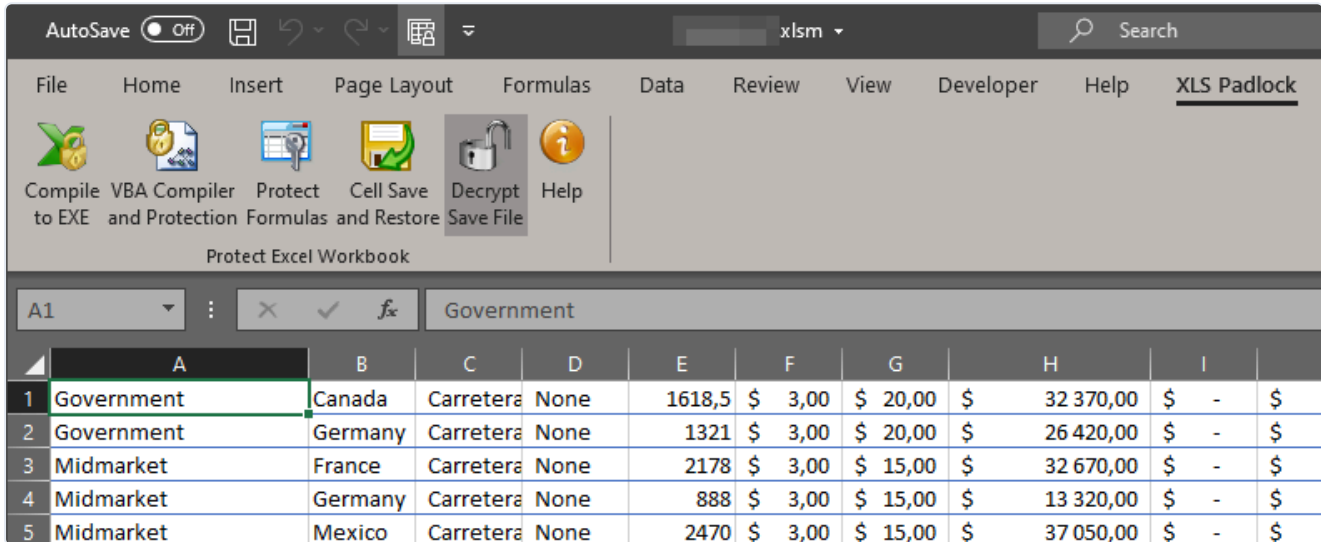 AutoSave Off xlsm Search
File Home Insert Page Layout Formulas Data Review View Developer Help XLS Padlock
Compile VBA Compiler Protect Cell Save Decrypt Help
to EXE and Protection Formulas and Restore Save File
Protect Excel Workbook
A1 fx Government
A B C D E F G H I
1 Government Canada Carretera None 1618,5 $ 3,00 $ 20,00 $ 32 370,00 $ - $
2 Government Germany Carretera None 1321 $ 3,00 $ 20,00 $ 26 420,00 $ - $
3 Midmarket France Carretera None 2178 $ 3,00 $ 15,00 $ 32 670,00 $ - $
4 Midmarket Germany Carretera None 888 $ 3,00 $ 15,00 $ 13 320,00 $ - $
5 Midmarket Mexico Carretera None 2470 $ 3,00 $ 15,00 $ 37 050,00 $ - $